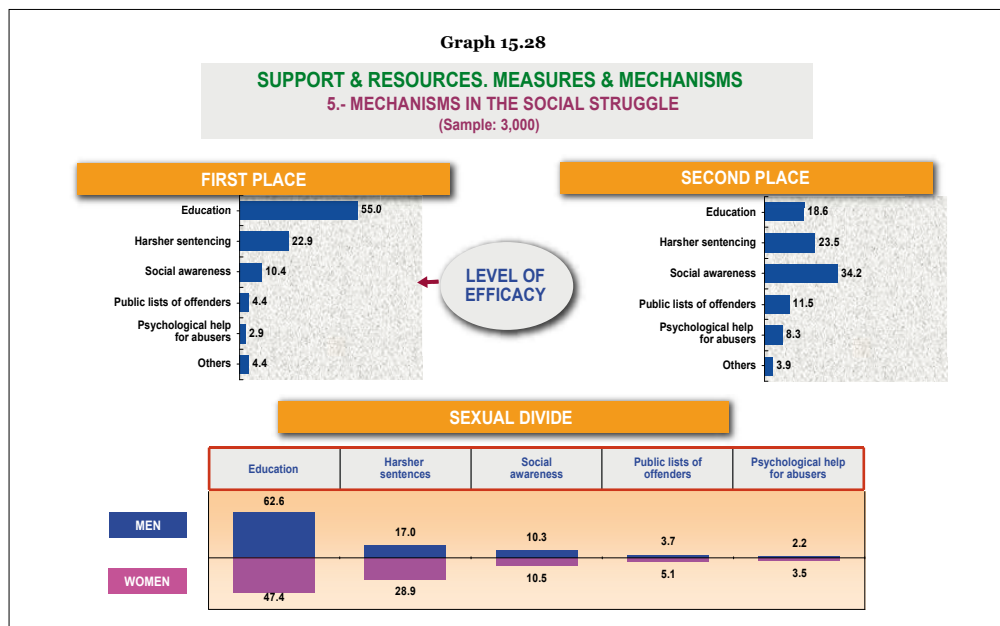 Graph 15.28
SUPPORT & RESOURCES. MEASURES & MECHANISMS
5.- MECHANISMS IN THE SOCIAL STRUGGLE
(Sample: 3,000)
FIRST PLACE
Education 55.0
Harsher sentencing 22.9
Social awareness 10.4
Public lists of offenders 4.4
Psychological help
for abusers 2.9
Others 4.4
LEVEL OF
EFFICACY
SECOND PLACE
Education 18.6
Harsher sentencing 23.5
Social awareness 34.2
Public lists of offenders 11.5
Psychological help
for abusers 8.3
Others 3.9
SEXUAL DIVIDE
Education Harsher sentences Social awareness Public lists of offenders Psychological help for abusers
62.6 17.0 10.3 3.7 2.2
MEN
WOMEN
47.4 28.9 10.5 5.1 3.5